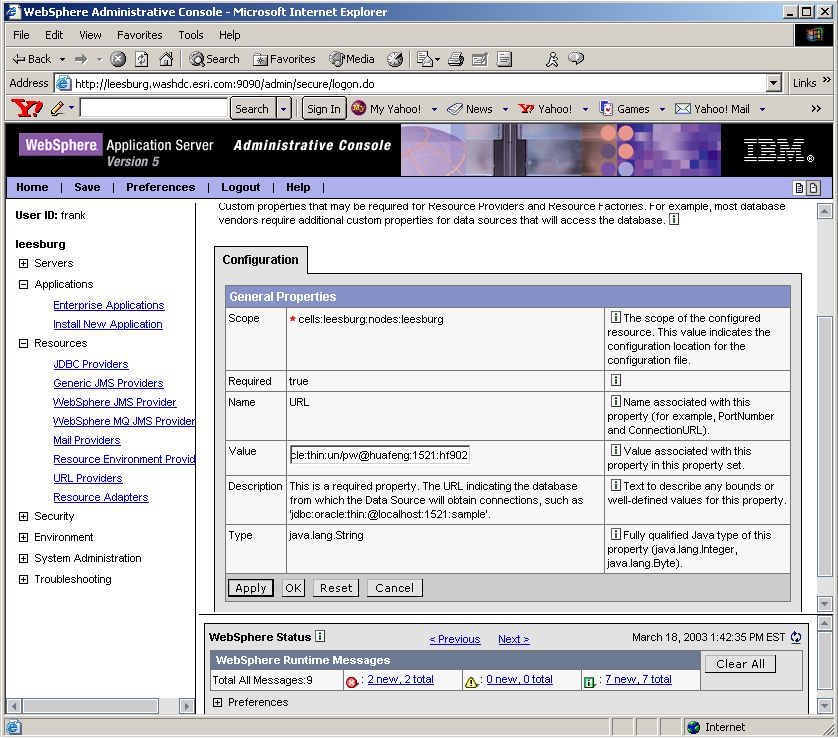 WebSphere Administrative Console - Microsoft Internet Explorer
File Edit View Favorites Tools Help
Back Search Favorites Media
Address http://leesburg.washdc.esri.com:9090/admin/secure/logon.do Links »
Y! Search Sign In My Yahoo! News Yahoo! Games Yahoo! Mail »
WebSphere Application Server Administrative Console IBM®
Version 5
Home | Save | Preferences | Logout | Help |
User ID: frank
leesburg
Servers
Applications
Enterprise Applications
Install New Application
Resources
JDBC Providers
Generic JMS Providers
WebSphere JMS Provider
WebSphere MQ JMS Provider
Mail Providers
Resource Environment Provid
URL Providers
Resource Adapters
Security
Environment
System Administration
Troubleshooting
Custom properties that may be required for Resource Providers and Resource Factories. For example, most database
vendors require additional custom properties for data sources that will access the database. i
Configuration
General Properties
Scope * cells:leesburg:nodes:leesburg i The scope of the configured
resource. This value indicates the
configuration location for the
configuration file.
Required true i
Name URL i Name associated with this
property (for example, PortNumber
and ConnectionURL).
Value cle:thin:un/pw@huafeng:1521:hf902 i Value associated with this
property in this property set.
Description This is a required property. The URL indicating the database i Text to describe any bounds or
from which the Data Source will obtain connections, such as well-defined values for this property.
'jdbc:oracle:thin:@localhost:1521:sample'.
Type java.lang.String i Fully qualified Java type of this
property (java.lang.Integer,
java.lang.Byte).
Apply OK Reset Cancel
WebSphere Status i < Previous Next > March 18, 2003 1:42:35 PM EST
WebSphere Runtime Messages Clear All
Total All Messages:9 : 2 new, 2 total : 0 new, 0 total : 7 new, 7 total
Preferences
Internet